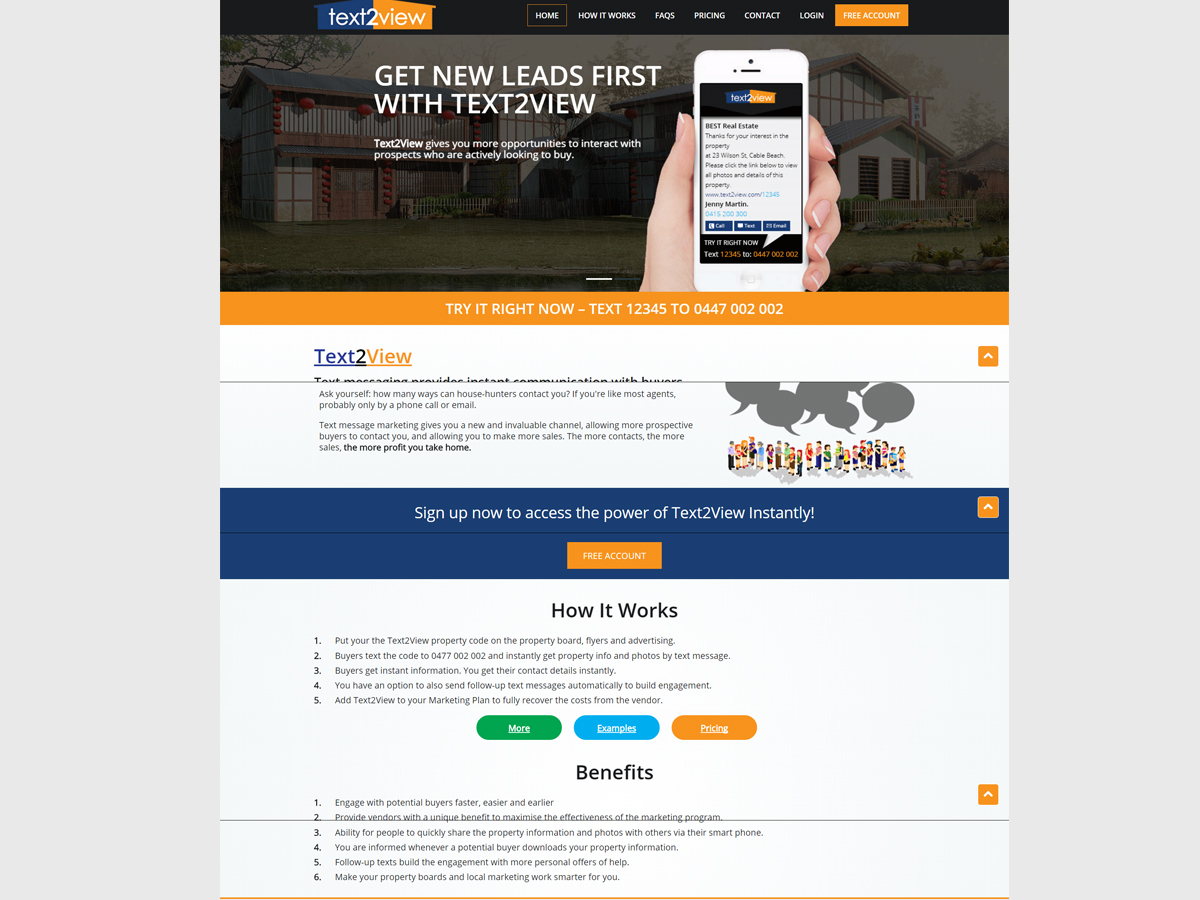 text2view
HOME HOW IT WORKS FAQS PRICING CONTACT LOGIN FREE ACCOUNT
GET NEW LEADS FIRST
WITH TEXT2VIEW
Text2View gives you more opportunities to interact with
prospects who are actively looking to buy.
text2view
BEST Real Estate
Thanks for your interest in the
property
at 23 Wilson St, Cable Beach.
Please click the link below to view
all photos and details of this
property.
www.text2view.com/12345
Jenny Martin.
0415 200 300
Call Text Email
TRY IT RIGHT NOW
Text 12345 to: 0447 002 002
TRY IT RIGHT NOW – TEXT 12345 TO 0447 002 002
Text2View
Text messaging provides instant communication with buyers
Ask yourself: how many ways can house-hunters contact you? If you're like most agents,
probably only by a phone call or email.
Text message marketing gives you a new and invaluable channel, allowing more prospective
buyers to contact you, and allowing you to make more sales. The more contacts, the more
sales, the more profit you take home.
Sign up now to access the power of Text2View Instantly!
FREE ACCOUNT
How It Works
1. Put your the Text2View property code on the property board, flyers and advertising.
2. Buyers text the code to 0477 002 002 and instantly get property info and photos by text message.
3. Buyers get instant information. You get their contact details instantly.
4. You have an option to also send follow-up text messages automatically to build engagement.
5. Add Text2View to your Marketing Plan to fully recover the costs from the vendor.
More Examples Pricing
Benefits
1. Engage with potential buyers faster, easier and earlier
2. Provide vendors with a unique benefit to maximise the effectiveness of the marketing program.
3. Ability for people to quickly share the property information and photos with others via their smart phone.
4. You are informed whenever a potential buyer downloads your property information.
5. Follow-up texts build the engagement with more personal offers of help.
6. Make your property boards and local marketing work smarter for you.